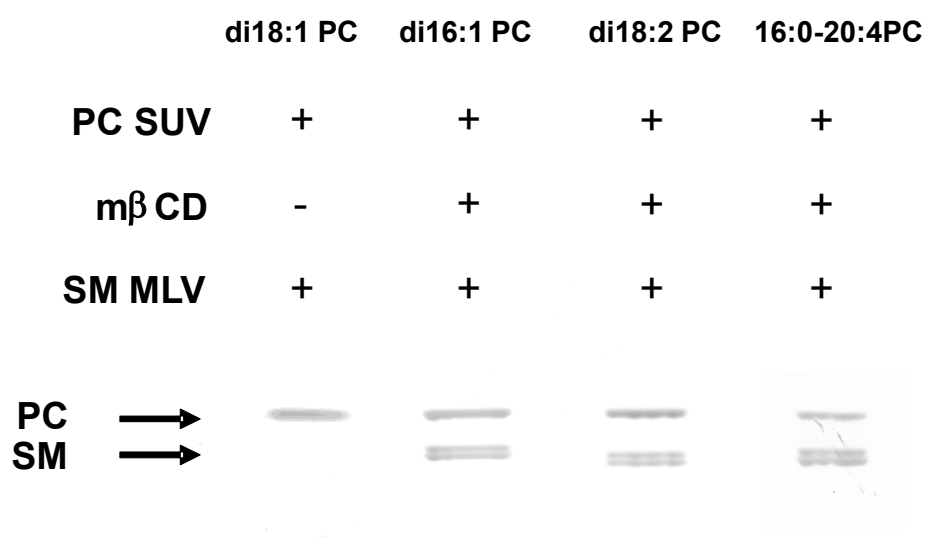 di18:1 PC di16:1 PC di18:2 PC 16:0-20:4PC
PC SUV + + + +
mβ CD - + + +
SM MLV + + + +
PC
SM